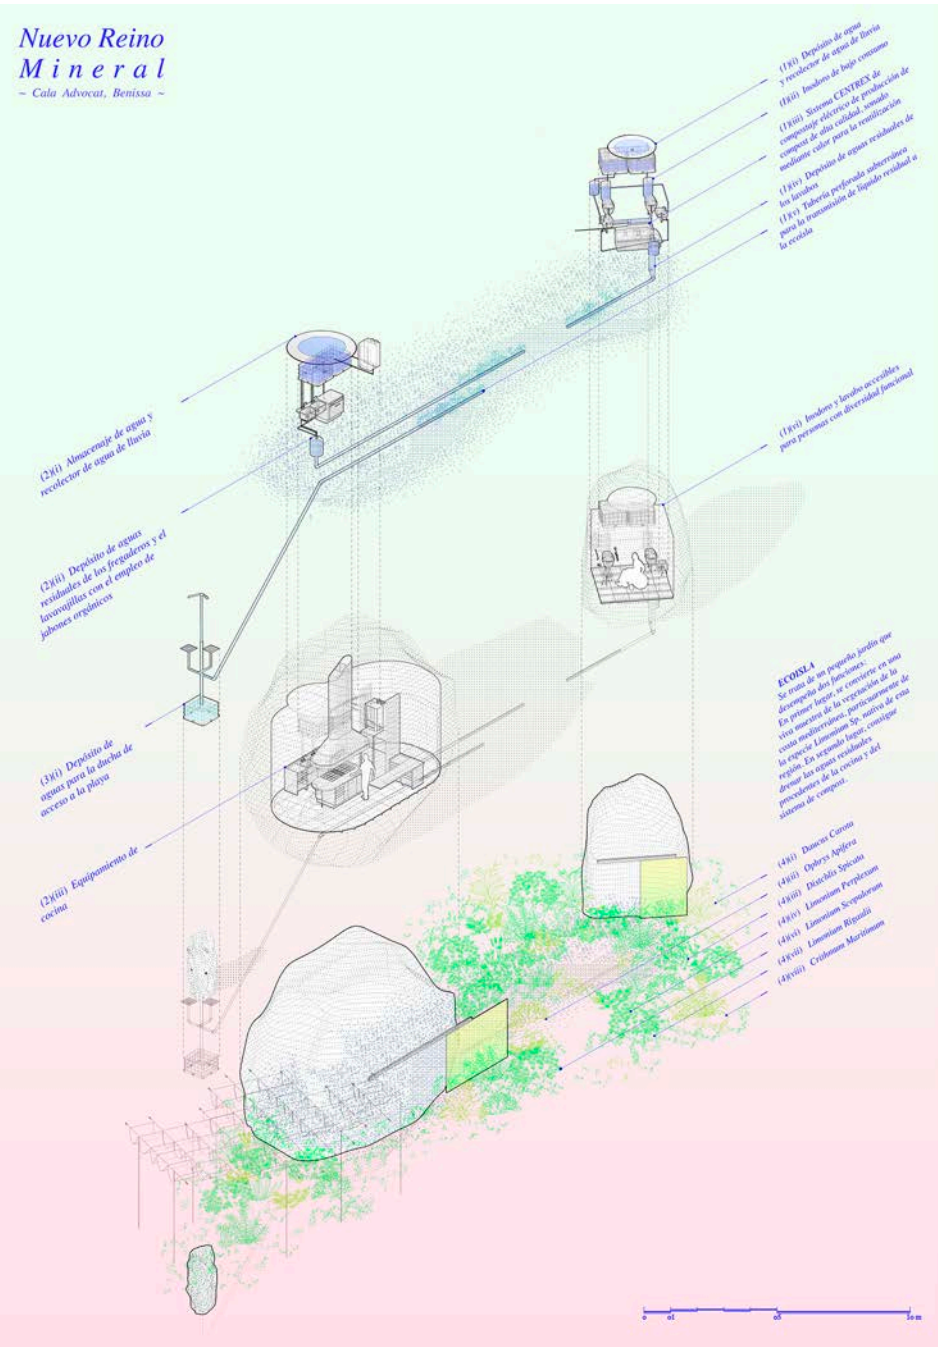 Nuevo Reino
Mineral
~ Cala Advocat, Benissa ~
(1)(i) Depósito de agua
y recolector de agua de lluvia
(1)(ii) Inodoro de bajo consumo
(1)(iii) Sistema CENTREX de
compostaje eléctrico de producción de
compost de alta calidad, sonado
mediante calor para la reutilización
(1)(iv) Depósito de aguas residuales de
los lavabos
(1)(v) Tubería perforada subterránea
para la transmisión de líquido residual a
la ecoisla
(2)(i) Almacenaje de agua y
recolector de agua de lluvia
(1)(vi) Inodoro y lavabo accesibles
para personas con diversidad funcional
(2)(ii) Depósito de aguas
residuales de los fregaderos y el
lavavajillas con el empleo de
jabones orgánicos
(3)(i) Depósito de
aguas para la ducha de
acceso a la playa
ECOISLA
Se trata de un pequeño jardín que
desempeña dos funciones:
En primer lugar, se convierte en una
viva muestra de la vegetación de la
costa mediterránea, particuarmente de
la especie Limonium Sp. nativa de esta
región. En segundo lugar, consigue
drenar las aguas residuales
procedentes de la cocina y del
sistema de compost.
(2)(iii) Equipamiento de
cocina
(4)(i) Daucus Carota
(4)(ii) Ophrys Apifera
(4)(iii) Distchlis Spicata
(4)(iv) Limonium Perplexum
(4)(vi) Limonium Scopulorum
(4)(vii) Limonium Rigualii
(4)(viii) Crithmum Maritimum
0 01 05 10 m